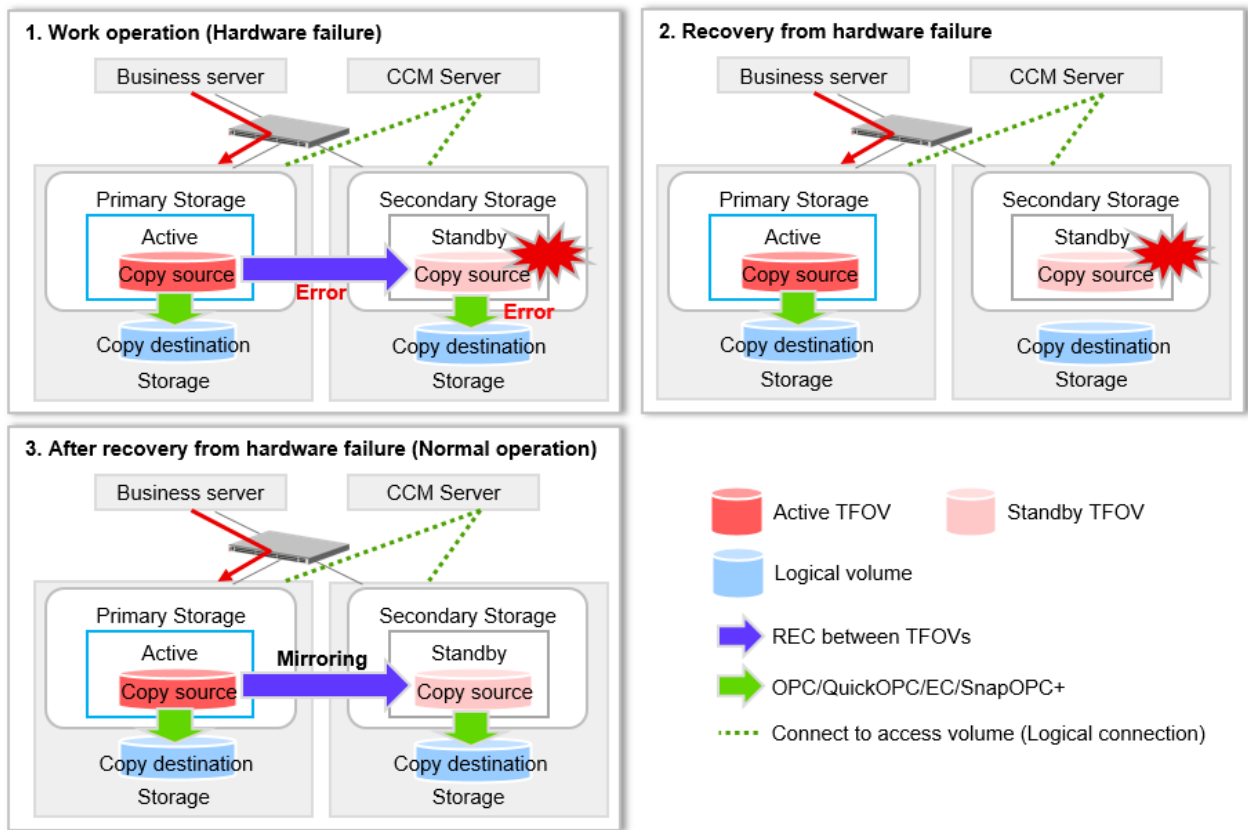 1. Work operation (Hardware failure)
Business server
CCM Server
Primary Storage
Secondary Storage
Active
Standby
Copy source
Copy source
Error
Error
Copy destination
Copy destination
Storage
Storage
2. Recovery from hardware failure
Business server
CCM Server
Primary Storage
Secondary Storage
Active
Standby
Copy source
Copy source
Copy destination
Copy destination
Storage
Storage
3. After recovery from hardware failure (Normal operation)
Business server
CCM Server
Primary Storage
Secondary Storage
Active
Mirroring
Standby
Copy source
Copy source
Copy destination
Copy destination
Storage
Storage
Active TFOV
Standby TFOV
Logical volume
REC between TFOVs
OPC/QuickOPC/EC/SnapOPC+
Connect to access volume (Logical connection)